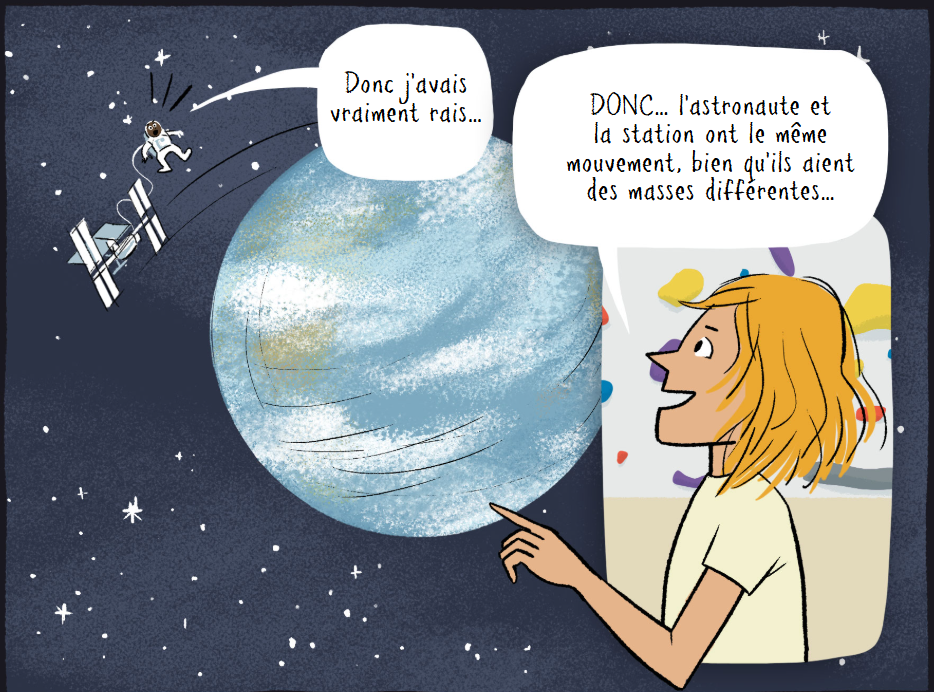 Donc j'avais
vraiment rais...
DONC... l'astronaute et
la station ont le même
mouvement, bien qu'ils aient
des masses différentes...